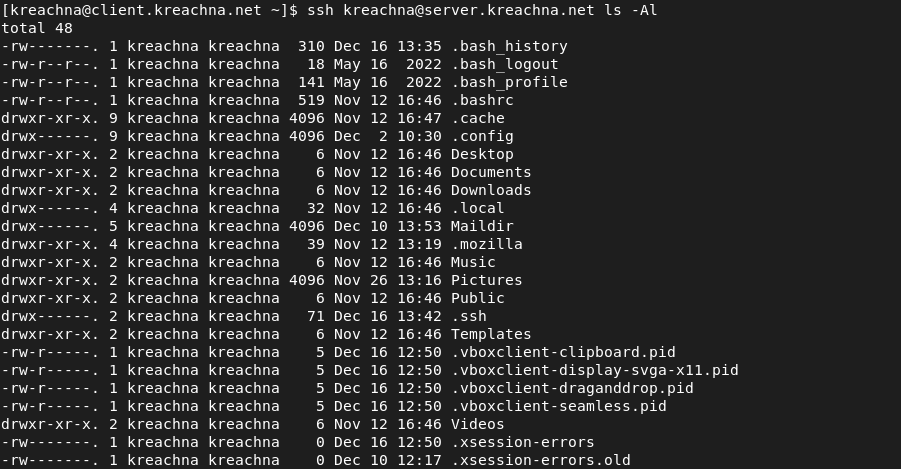 [kreachna@client.kreachna.net ~]$ ssh kreachna@server.kreachna.net ls -Al
total 48
-rw-------. 1 kreachna kreachna  310 Dec 16 13:35 .bash_history
-rw-r--r--. 1 kreachna kreachna   18 May 16  2022 .bash_logout
-rw-r--r--. 1 kreachna kreachna  141 May 16  2022 .bash_profile
-rw-r--r--. 1 kreachna kreachna  519 Nov 12 16:46 .bashrc
drwxr-xr-x. 9 kreachna kreachna 4096 Nov 12 16:47 .cache
drwx------. 9 kreachna kreachna 4096 Dec  2 10:30 .config
drwxr-xr-x. 2 kreachna kreachna    6 Nov 12 16:46 Desktop
drwxr-xr-x. 2 kreachna kreachna    6 Nov 12 16:46 Documents
drwxr-xr-x. 2 kreachna kreachna    6 Nov 12 16:46 Downloads
drwx------. 4 kreachna kreachna   32 Nov 12 16:46 .local
drwx------. 5 kreachna kreachna 4096 Dec 10 13:53 Maildir
drwxr-xr-x. 4 kreachna kreachna   39 Nov 12 13:19 .mozilla
drwxr-xr-x. 2 kreachna kreachna    6 Nov 12 16:46 Music
drwxr-xr-x. 2 kreachna kreachna 4096 Nov 26 13:16 Pictures
drwxr-xr-x. 2 kreachna kreachna    6 Nov 12 16:46 Public
drwx------. 2 kreachna kreachna   71 Dec 16 13:42 .ssh
drwxr-xr-x. 2 kreachna kreachna    6 Nov 12 16:46 Templates
-rw-r-----. 1 kreachna kreachna    5 Dec 16 12:50 .vboxclient-clipboard.pid
-rw-r-----. 1 kreachna kreachna    5 Dec 16 12:50 .vboxclient-display-svga-x11.pid
-rw-r-----. 1 kreachna kreachna    5 Dec 16 12:50 .vboxclient-draganddrop.pid
-rw-r-----. 1 kreachna kreachna    5 Dec 16 12:50 .vboxclient-seamless.pid
drwxr-xr-x. 2 kreachna kreachna    6 Nov 12 16:46 Videos
-rw-------. 1 kreachna kreachna    0 Dec 16 12:50 .xsession-errors
-rw-------. 1 kreachna kreachna    0 Dec 10 12:17 .xsession-errors.old